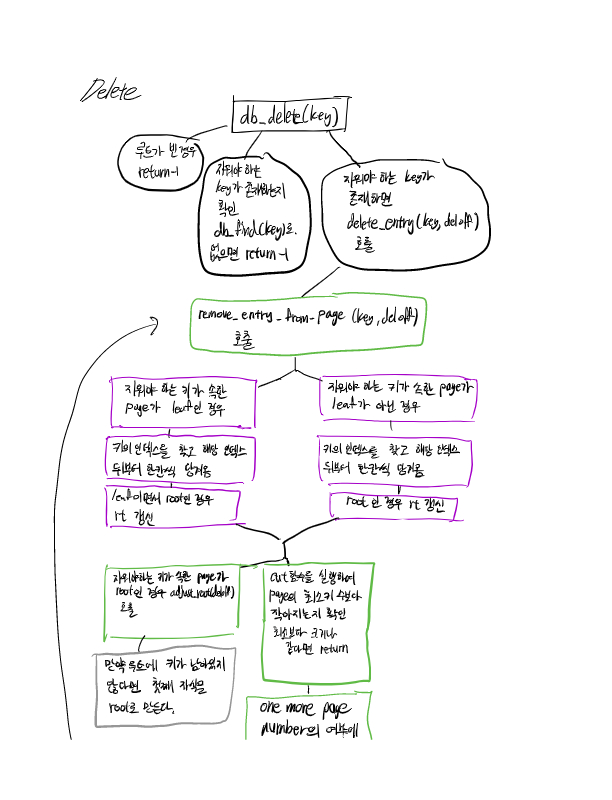 Delete
db_delete(key)
루트가 빈경우
return-1
지워야 하는
key가 존재하는지
확인
db_find(key)로.
없으면 return-1
지워야 하는 key가
존재하면
delete_entry(key,deloff)
호출
remove_entry_from-page (key,deloff)
호출
지워야 하는 키가 속한
page가 leaf인 경우
지워야 하는 키가 속한 page가
leaf가 아닌 경우
키의 인덱스를 찾고 해당 인덱스
뒤부터 한칸씩 당겨옴
키의 인덱스를 찾고 해당 인덱스
뒤부터 한칸씩 당겨옴
leaf이면서 root인 경우
rt 갱신
root인 경우 rt 갱신
지워야하는 키가 속한 page가
root인 경우 adjust_root(deloff)
호출
cut함수를 실행하여
page의 최소키 수보다
작아지는지 확인
최소보다 크거나
같다면 return
만약 루트에 키가 남아있지
않다면 첫째 자식을
root로 만든다.
one more page
number의 여부에